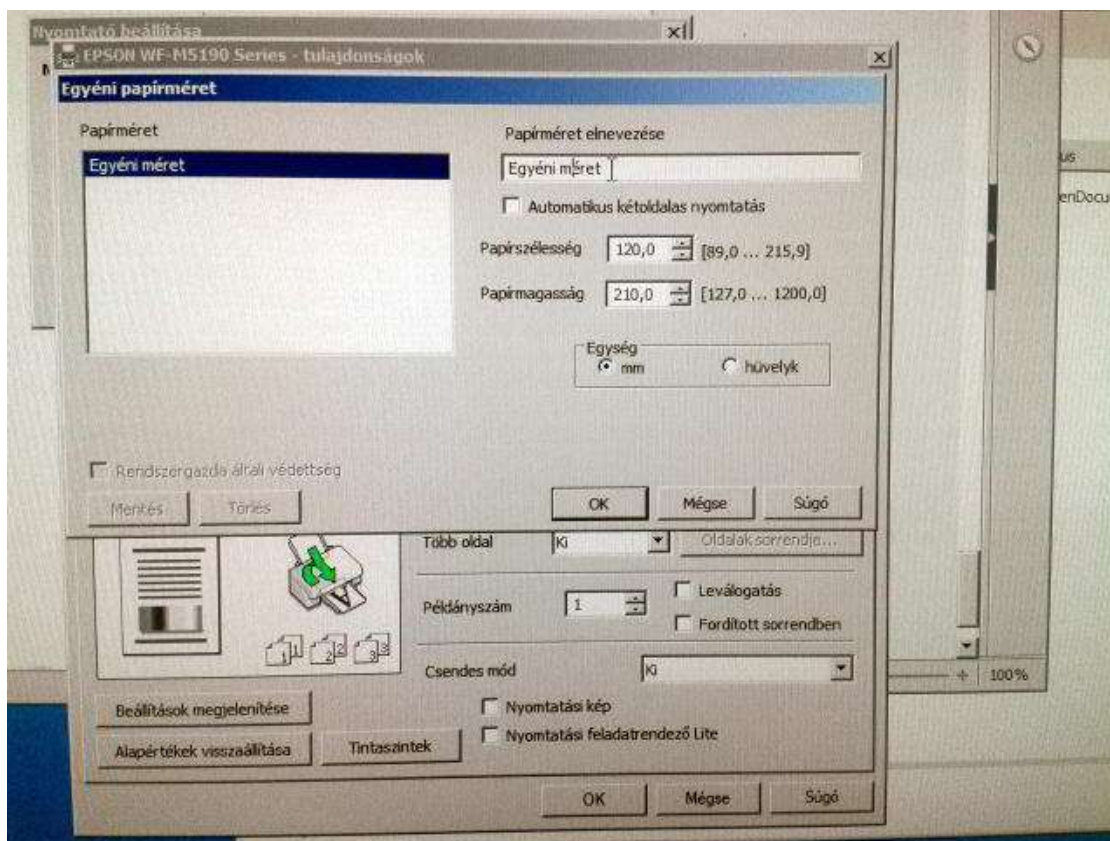 Nyomtató beállítása
EPSON WF-M5190 Series - tulajdonságok
Egyéni papírméret
Papírméret
Egyéni méret
Papírméret elnevezése
Egyéni méret
Automatikus kétoldalas nyomtatás
Papírszélesség 120,0 [89,0 ... 215,9]
Papírmagasság 210,0 [127,0 ... 1200,0]
Egység
mm hüvelyk
Rendszergazda általi védettség
Mentés Törlés OK Mégse Súgó
Több oldal Ki Oldalak sorrendje...
Példányszám 1 Leválogatás
Fordított sorrendben
Csendes mód Ki
Beállítások megjelenítése
Nyomtatási kép
Alapértékek visszaállítása Tintaszintek Nyomtatási feladatrendező Lite
OK Mégse Súgó
us
enDocu
100%